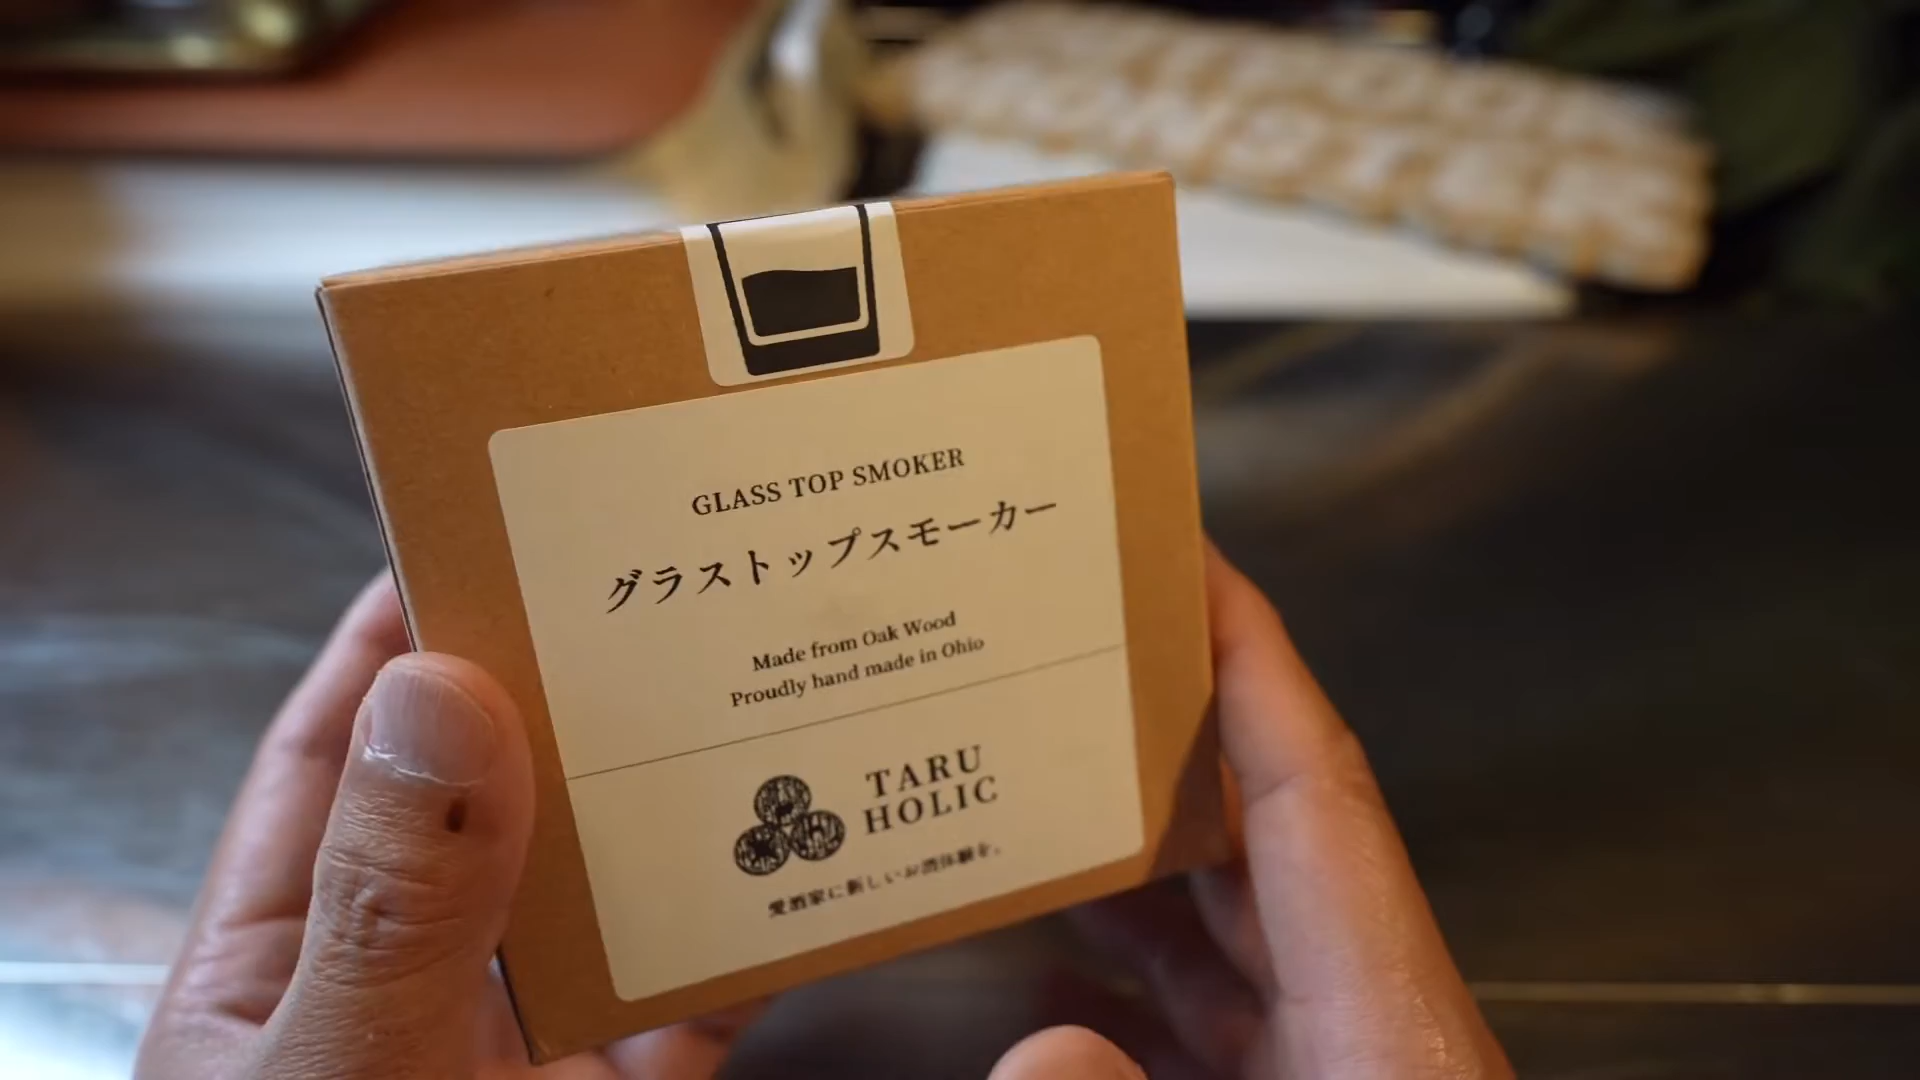 GLASS TOP SMOKER
グラストップスモーカー
Made from Oak Wood
Proudly hand made in Ohio
TARU
HOLIC
愛酒家に新しいお酒体験を。